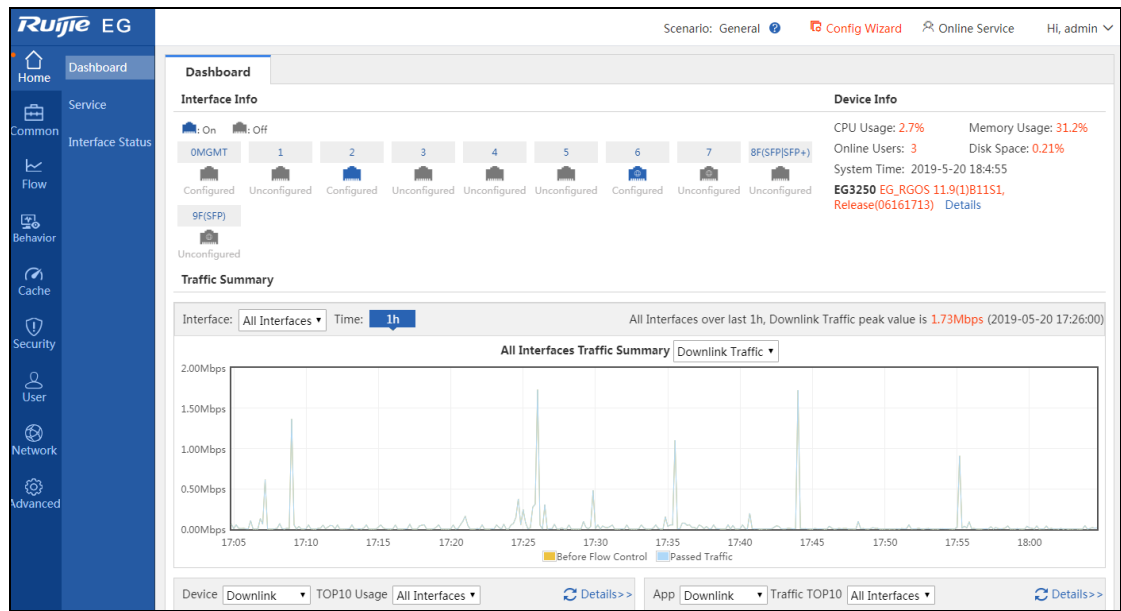 Ruijie EG
Scenario: General ? Config Wizard Online Service Hi, admin
Home
Common
Flow
Behavior
Cache
Security
User
Network
Advanced
Dashboard
Service
Interface Status
Dashboard
Interface Info
: On : Off
0MGMT 1 2 3 4 5 6 7 8F(SFP|SFP+)
Configured Unconfigured Configured Unconfigured Unconfigured Unconfigured Configured Unconfigured Unconfigured
9F(SFP)
Unconfigured
Device Info
CPU Usage: 2.7% Memory Usage: 31.2%
Online Users: 3 Disk Space: 0.21%
System Time: 2019-5-20 18:4:55
EG3250 EG_RGOS 11.9(1)B11S1,
Release(06161713) Details
Traffic Summary
Interface: All Interfaces Time: 1h All Interfaces over last 1h, Downlink Traffic peak value is 1.73Mbps (2019-05-20 17:26:00)
All Interfaces Traffic Summary Downlink Traffic
2.00Mbps
1.50Mbps
1.00Mbps
0.50Mbps
0.00Mbps
17:05 17:10 17:15 17:20 17:25 17:30 17:35 17:40 17:45 17:50 17:55 18:00
Before Flow Control Passed Traffic
Device Downlink TOP10 Usage All Interfaces Details>>
App Downlink Traffic TOP10 All Interfaces Details>>